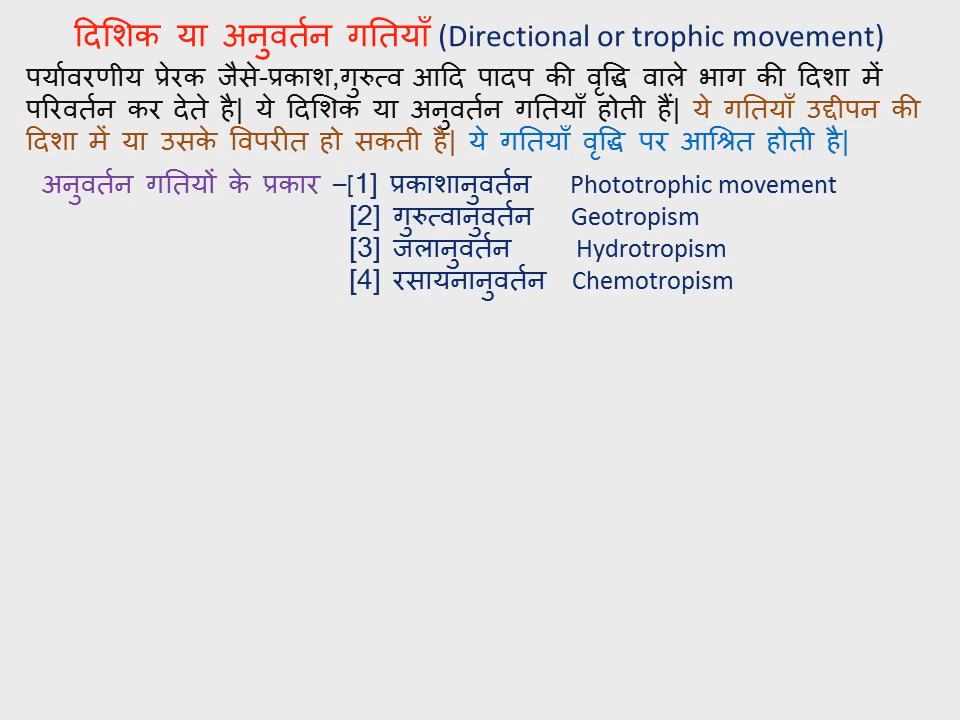 दिशिक या अनुवर्तन गतियाँ (Directional or trophic movement)
पर्यावरणीय प्रेरक जैसे-प्रकाश,गुरुत्व आदि पादप की वृद्धि वाले भाग की दिशा में
परिवर्तन कर देते है| ये दिशिक या अनुवर्तन गतियाँ होती हैं| ये गतियाँ उद्दीपन की
दिशा में या उसके विपरीत हो सकती है| ये गतियाँ वृद्धि पर आश्रित होती है|
अनुवर्तन गतियों के प्रकार –[1] प्रकाशानुवर्तन Phototrophic movement
[2] गुरुत्वानुवर्तन Geotropism
[3] जलानुवर्तन Hydrotropism
[4] रसायनानुवर्तन Chemotropism